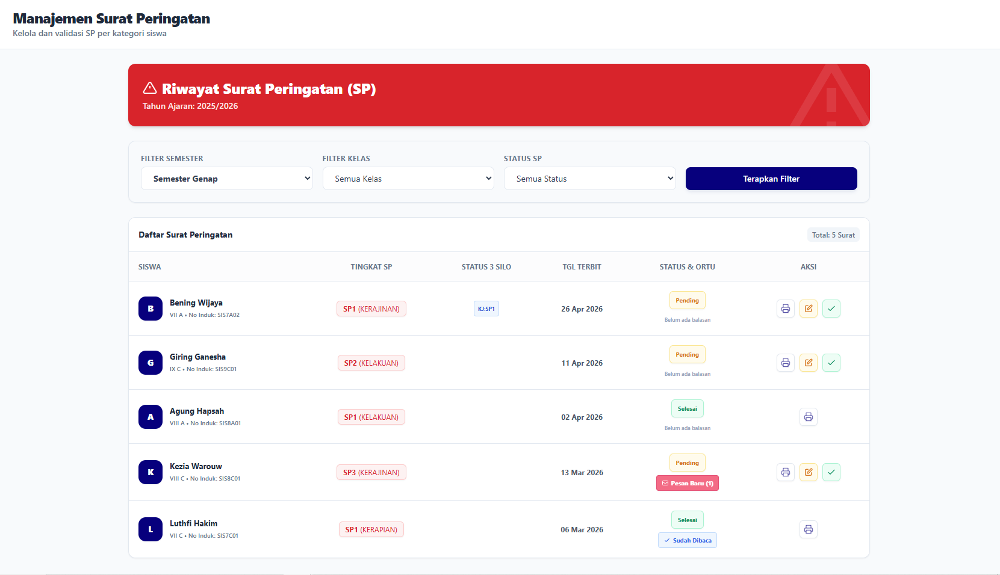 Manajemen Surat Peringatan
Kelola dan validasi SP per kategori siswa
Riwayat Surat Peringatan (SP)
Tahun Ajaran: 2025/2026
FILTER SEMESTER
Semester Genap
FILTER KELAS
Semua Kelas
STATUS SP
Semua Status
Terapkan Filter
Daftar Surat Peringatan
Total: 5 Surat
SISWA TINGKAT SP STATUS 3 SILO TGL TERBIT STATUS & ORTU AKSI
B
Bening Wijaya
VII A • No Induk: SIS7A02
SP1 (KERAJINAN)
KJ:SP1
26 Apr 2026
Pending
Belum ada balasan
G
Giring Ganesha
IX C • No Induk: SIS9C01
SP2 (KELAKUAN)
11 Apr 2026
Pending
Belum ada balasan
A
Agung Hapsah
VIII A • No Induk: SIS8A01
SP1 (KELAKUAN)
02 Apr 2026
Selesai
Belum ada balasan
K
Kezia Warouw
VIII C • No Induk: SIS8C01
SP3 (KERAJINAN)
13 Mar 2026
Pending
Pesan Baru (1)
L
Luthfi Hakim
VII C • No Induk: SIS7C01
SP1 (KERAPIAN)
06 Mar 2026
Selesai
Sudah Dibaca